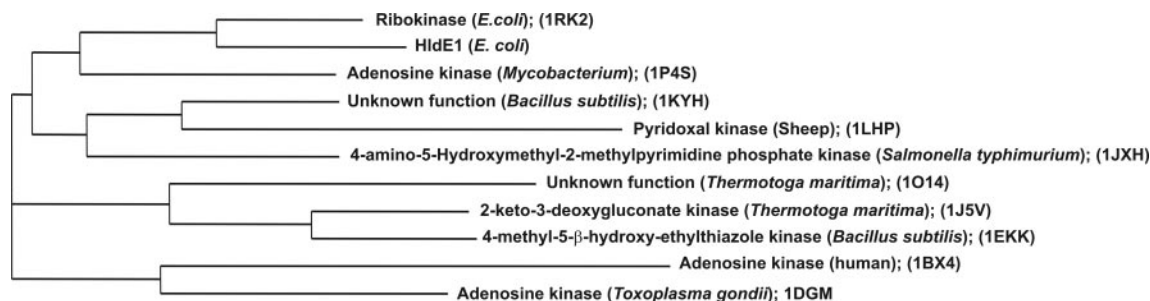 Ribokinase (E.coli); (1RK2)
HldE1 (E. coli)
Adenosine kinase (Mycobacterium); (1P4S)
Unknown function (Bacillus subtilis); (1KYH)
Pyridoxal kinase (Sheep); (1LHP)
4-amino-5-Hydroxymethyl-2-methylpyrimidine phosphate kinase (Salmonella typhimurium); (1JXH)
Unknown function (Thermotoga maritima); (1O14)
2-keto-3-deoxygluconate kinase (Thermotoga maritima); (1J5V)
4-methyl-5-β-hydroxy-ethylthiazole kinase (Bacillus subtilis); (1EKK)
Adenosine kinase (human); (1BX4)
Adenosine kinase (Toxoplasma gondii); 1DGM